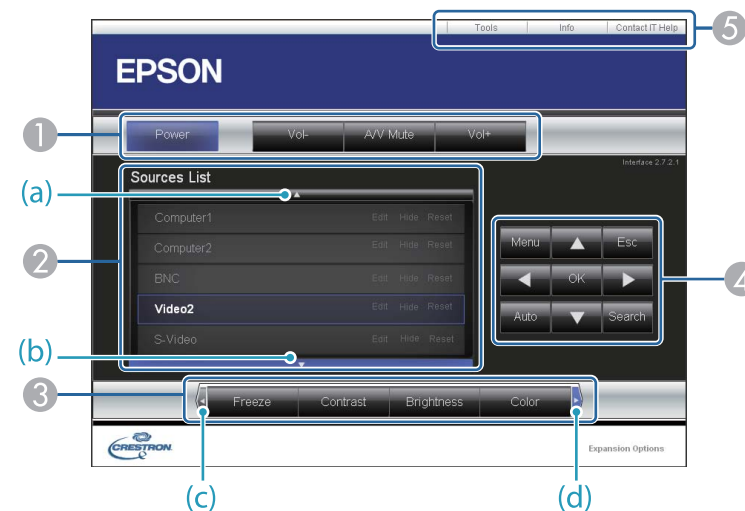 Tools Info Contact IT Help
5
EPSON
1
Power Vol- A/V Mute Vol+
Interface 2.7.2.1
Sources List
(a)
Computer1 Edit Hide Reset
Computer2 Edit Hide Reset
2
BNC Edit Hide Reset
Video2 Edit Hide Reset
S-Video Edit Hide Reset
(b)
Menu Esc
OK
4
Auto Search
3
Freeze Contrast Brightness Color
CRESTRON
Expansion Options
(c) (d)